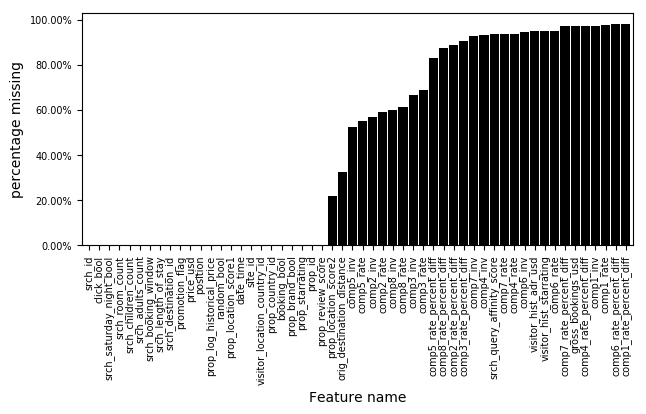 100.00%
80.00%
60.00%
40.00%
20.00%
0.00%
percentage missing
srch_id
click_bool
srch_saturday_night_bool
srch_room_count
srch_children_count
srch_adults_count
srch_booking_window
srch_length_of_stay
srch_destination_id
promotion_flag
price_usd
position
prop_log_historical_price
random_bool
prop_location_score1
date_time
site_id
visitor_location_country_id
prop_country_id
booking_bool
prop_brand_bool
prop_starrating
prop_id
prop_review_score
prop_location_score2
orig_destination_distance
comp5_inv
comp5_rate
comp2_inv
comp2_rate
comp8_inv
comp8_rate
comp3_inv
comp3_rate
comp5_rate_percent_diff
comp8_rate_percent_diff
comp2_rate_percent_diff
comp3_rate_percent_diff
comp7_inv
comp4_inv
srch_query_affinity_score
comp7_rate
comp4_rate
comp6_inv
visitor_hist_adr_usd
visitor_hist_starrating
comp6_rate
comp7_rate_percent_diff
gross_bookings_usd
comp4_rate_percent_diff
comp1_inv
comp1_rate
comp6_rate_percent_diff
comp1_rate_percent_diff
Feature name